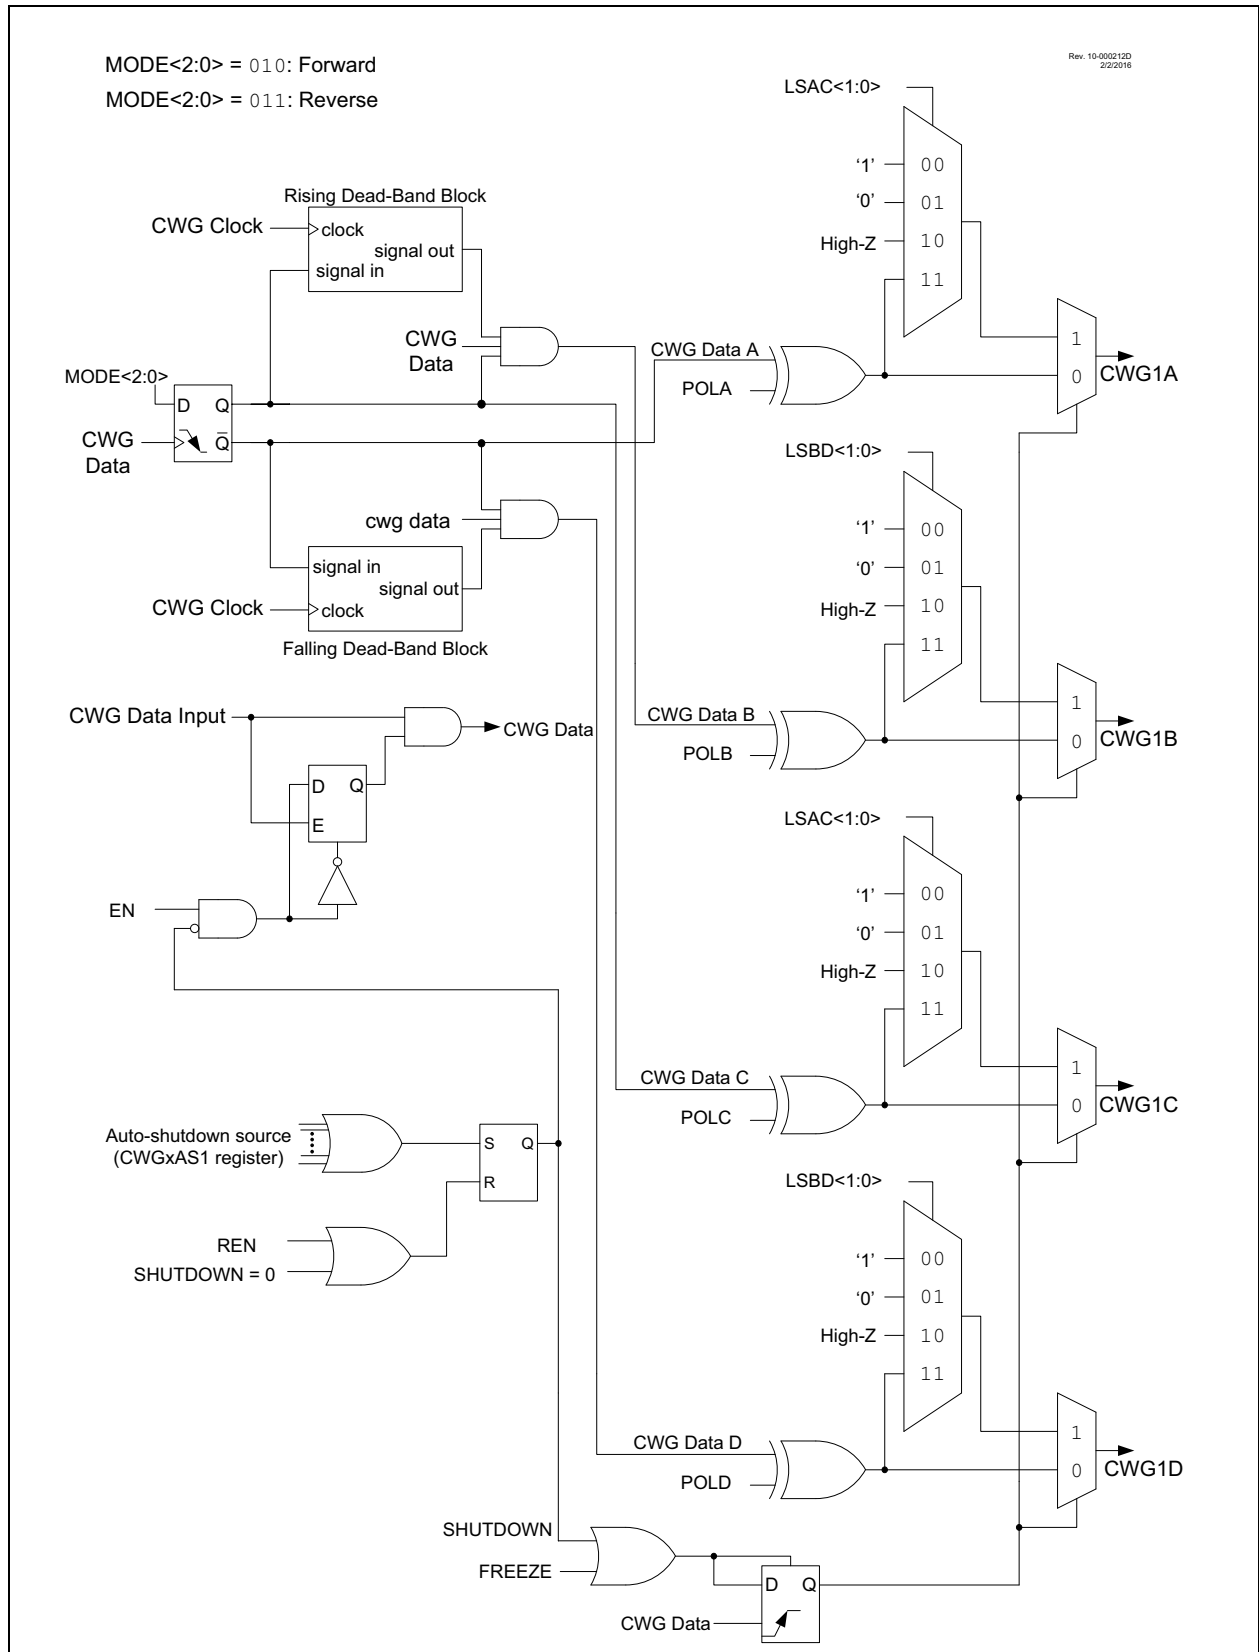 MODE<2:0> = 010: Forward
MODE<2:0> = 011: Reverse
Rev. 10-000212D
2/2/2016
LSAC<1:0>
'1'
00
'0'
01
High-Z
10
11
1
0
CWG1A
Rising Dead-Band Block
CWG Clock
clock
signal out
signal in
CWG
Data
CWG Data A
POLA
MODE<2:0>
D
Q
Q̅
CWG
Data
cwg data
signal in
signal out
CWG Clock
clock
Falling Dead-Band Block
LSBD<1:0>
'1'
00
'0'
01
High-Z
10
11
1
0
CWG1B
CWG Data B
POLB
CWG Data Input
CWG Data
D
Q
E
EN
LSAC<1:0>
'1'
00
'0'
01
High-Z
10
11
1
0
CWG1C
CWG Data C
POLC
Auto-shutdown source
(CWGxAS1 register)
S
Q
R
REN
SHUTDOWN = 0
LSBD<1:0>
'1'
00
'0'
01
High-Z
10
11
1
0
CWG1D
CWG Data D
POLD
SHUTDOWN
FREEZE
D
Q
CWG Data